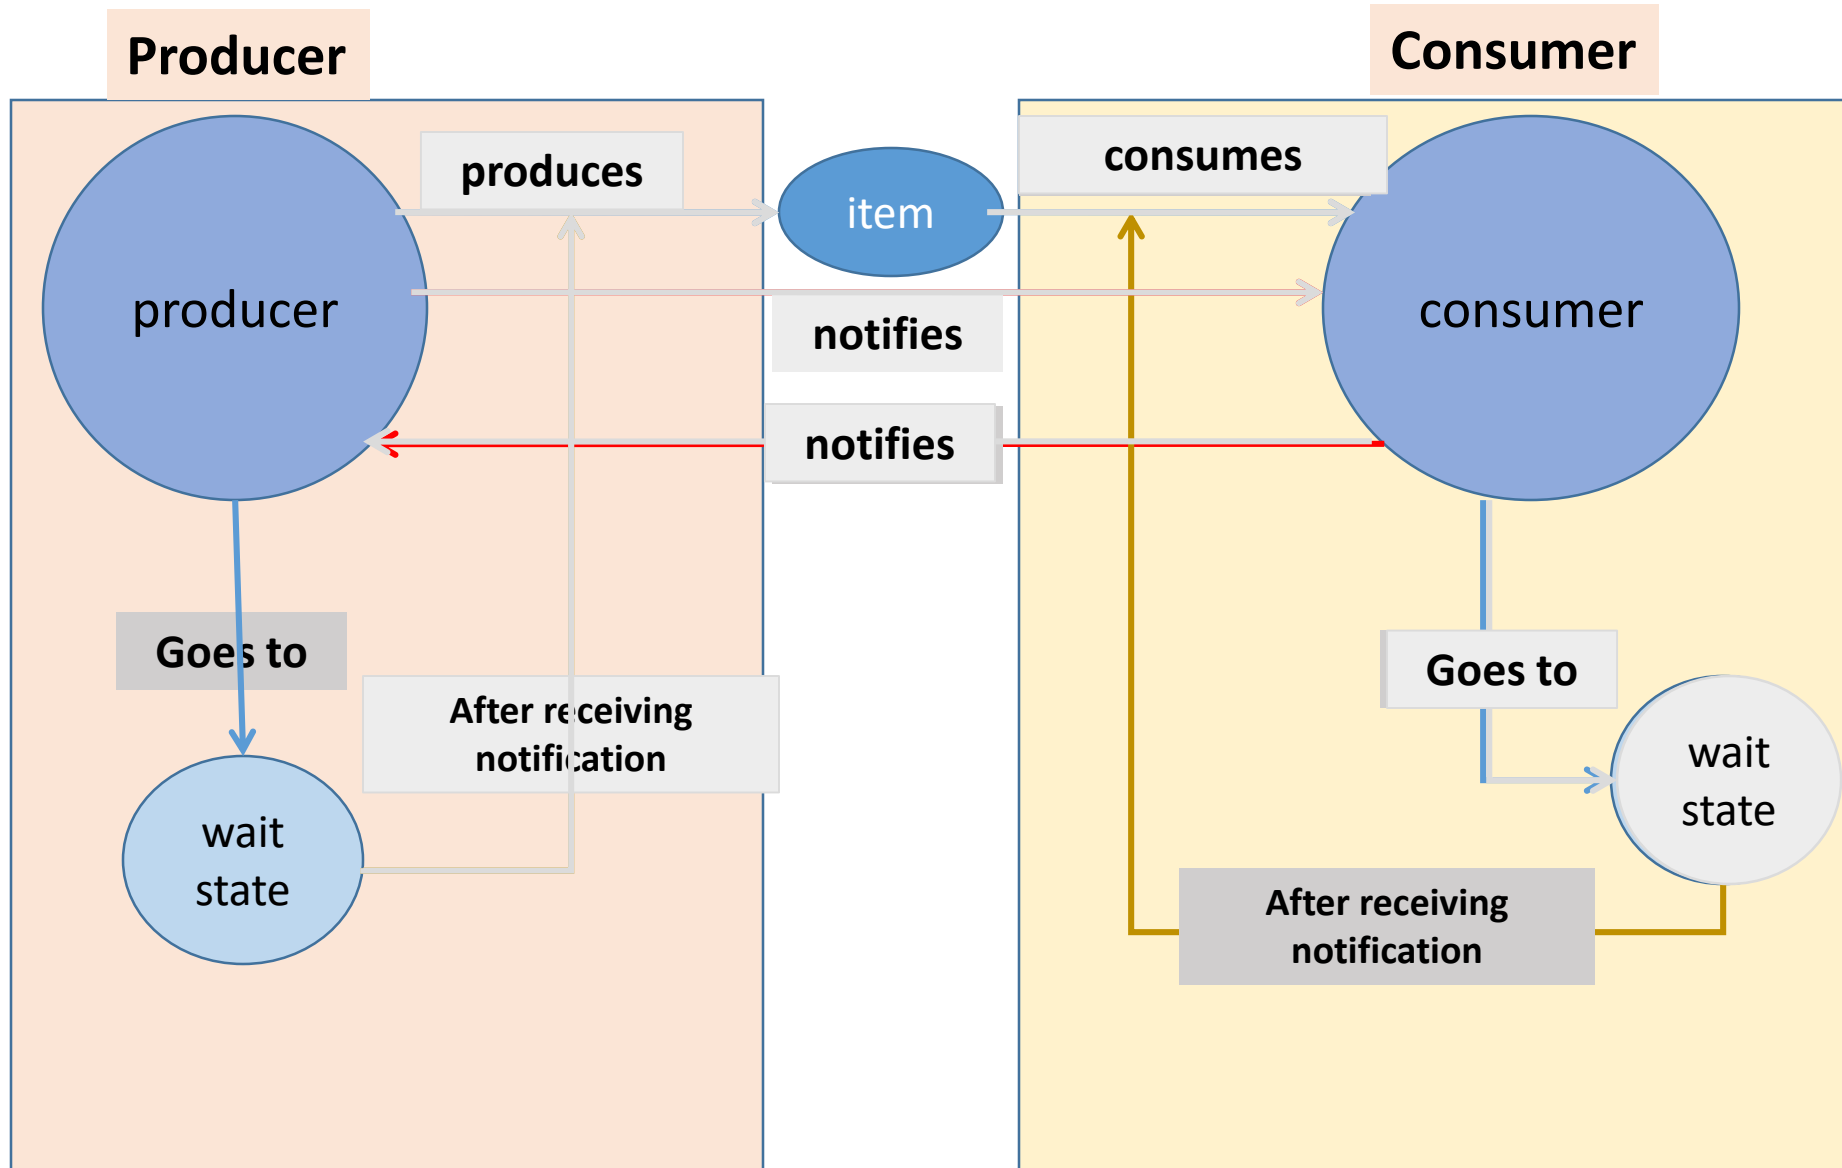 Producer
Consumer
produces
item
consumes
producer
consumer
notifies
notifies
Goes to
Goes to
After receiving
notification
wait
state
wait
state
After receiving
notification